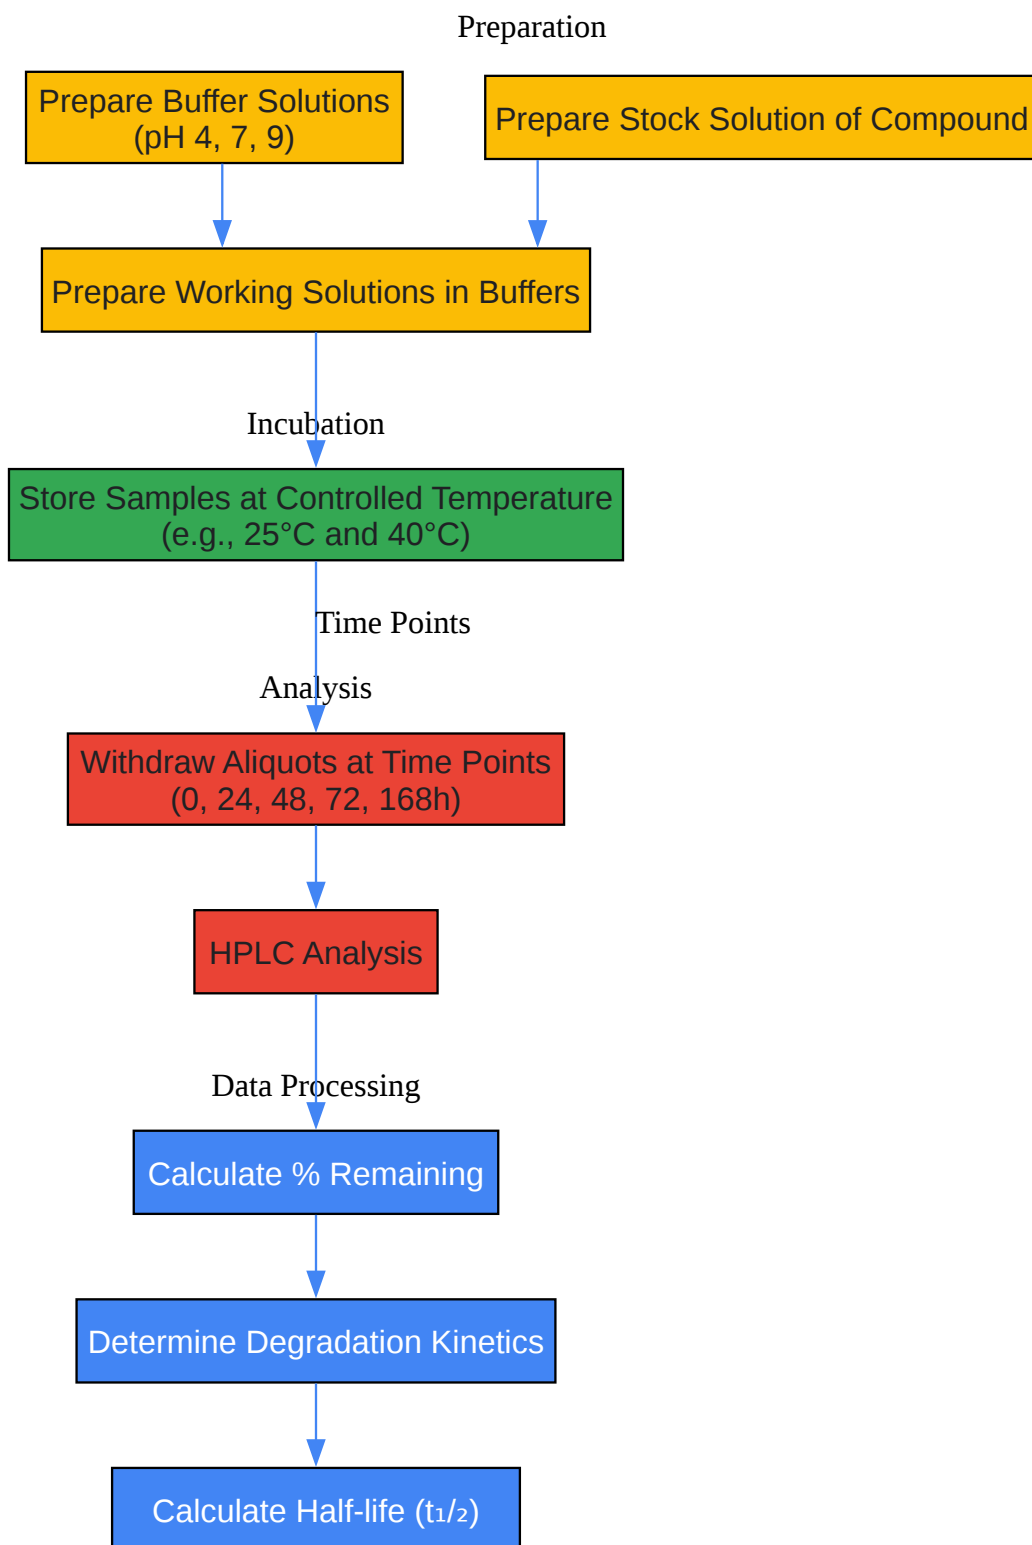 Preparation
Prepare Buffer Solutions
(pH 4, 7, 9)
Prepare Stock Solution of Compound
Prepare Working Solutions in Buffers
Incubation
Store Samples at Controlled Temperature
(e.g., 25°C and 40°C)
Time Points
Analysis
Withdraw Aliquots at Time Points
(0, 24, 48, 72, 168h)
HPLC Analysis
Data Processing
Calculate % Remaining
Determine Degradation Kinetics
Calculate Half-life (t₁/₂)